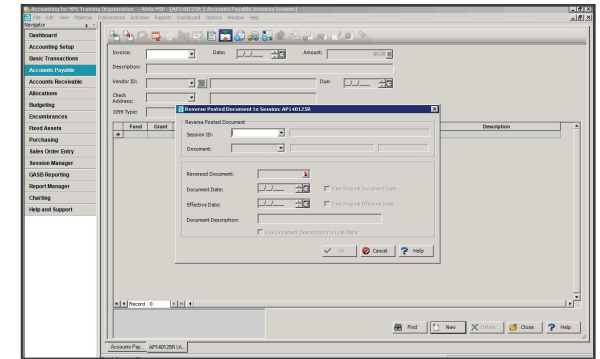 Accounting for NPS Training Organization - Abila MIP - [AP140125R | Accounts Payable Invoices Session]
File Edit View Maintain Transactions Activities Reports Dashboard Options Window Help
Navigator
Dashboard
Accounting Setup
Basic Transactions
Accounts Payable
Accounts Receivable
Allocations
Budgeting
Encumbrances
Fixed Assets
Purchasing
Sales Order Entry
Session Manager
GASB Reporting
Report Manager
Charting
Help and Support
Invoice: Date: _/_/__ Amount: $0.00
Description:
Vendor ID: Due: _/_/__
Check Address:
1099 Type:
Fund Grant Description
Reverse Posted Document to Session: AP140125R
Reverse Posted Document
Session ID:
Document:
Reversed Document:
Document Date: _/_/__ Use Original Document Date
Effective Date: _/_/__ Use Original Effective Date
Document Description:
Use Document Description for Line Items
OK Cancel ? Help
Record 0
Find New Delete Close ? Help
Accounts Pay... AP140125R | A...